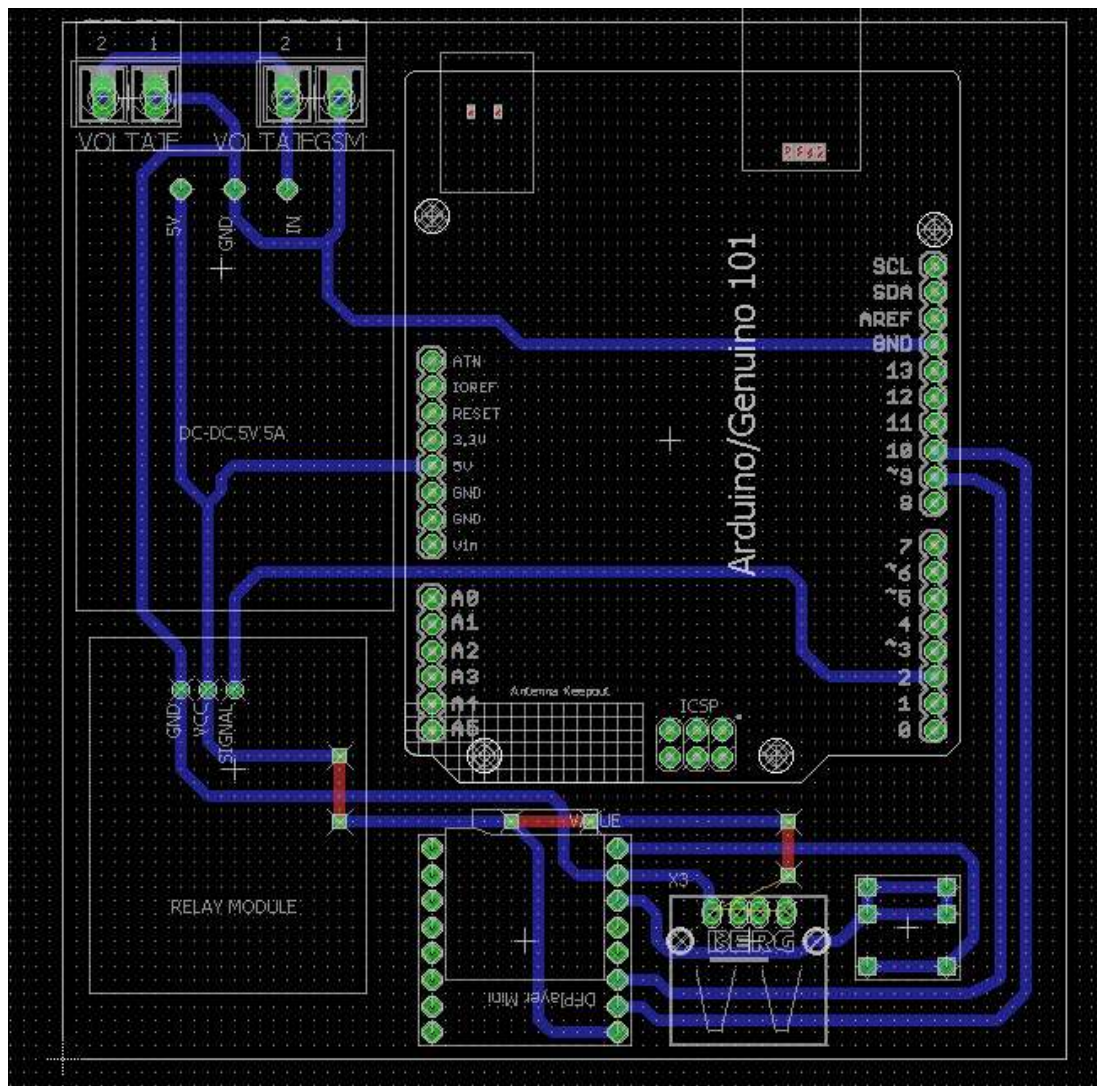 2 1
2 1
VOLTAJE
VOLTAJEGSM
5V
GND
IN
DC-DC 5V 5A
Arduino/Genuino 101
ATN
IOREF
RESET
3.3V
5V
GND
GND
Vin
A0
A1
A2
A3
A4
A5
SCL
SDA
AREF
GND
13
12
11
10
~9
8
7
~6
~5
4
~3
2
1
0
Antenna Keepout
ICSP
GND
VCC
SIGNAL
RELAY MODULE
X3
BERG
DFPlayer Mini